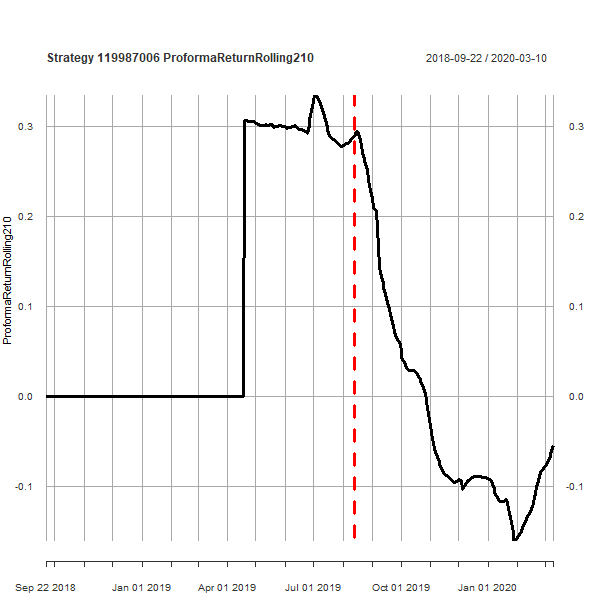 Strategy 119987006 ProformaReturnRolling210
2018-09-22 / 2020-03-10
ProformaReturnRolling210
0.3
0.2
0.1
0.0
-0.1
0.3
0.2
0.1
0.0
-0.1
Sep 22 2018 Jan 01 2019 Apr 01 2019 Jul 01 2019 Oct 01 2019 Jan 01 2020